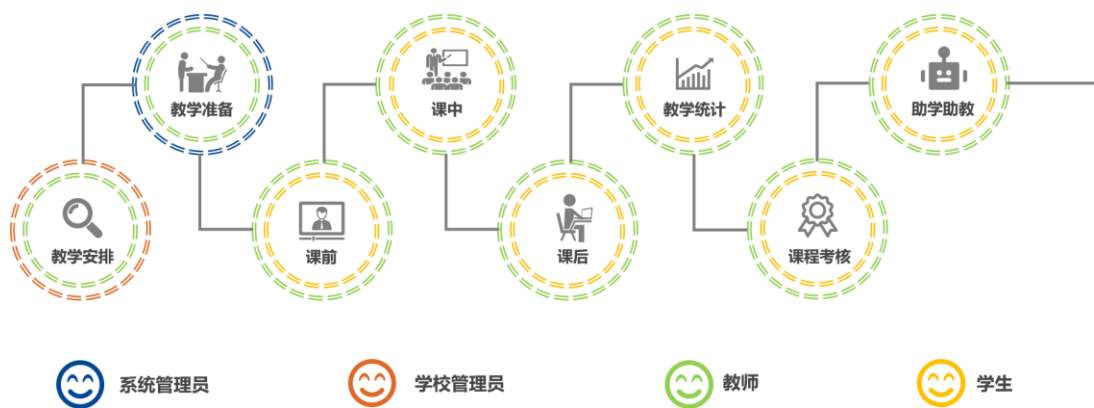 教学准备
课中
教学统计
助学助教
教学安排
课前
课后
课程考核
系统管理员
学校管理员
教师
学生